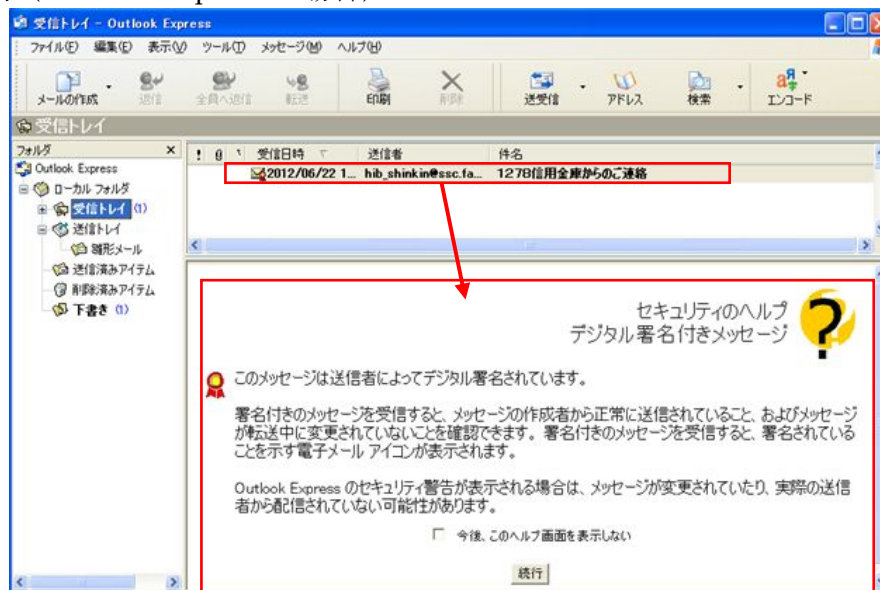 受信トレイ - Outlook Express
ファイル(F) 編集(E) 表示(V) ツール(T) メッセージ(M) ヘルプ(H)
メールの作成 返信 全員へ返信 転送 印刷 削除 送受信 アドレス 検索 エンコード
受信トレイ
フォルダ ×
! 受信日時 送信者 件名
2012/06/22 1... hib_shinkin@ssc.fa... 1278信用金庫からのご連絡
Outlook Express
ローカル フォルダ
受信トレイ (1)
送信トレイ
雛形メール
送信済みアイテム
削除済みアイテム
下書き (1)
セキュリティのヘルプ
デジタル署名付きメッセージ
このメッセージは送信者によってデジタル署名されています。
署名付きのメッセージを受信すると、メッセージの作成者から正常に送信されていること、およびメッセージ
が転送中に変更されていないことを確認できます。署名付きのメッセージを受信すると、署名されている
ことを示す電子メール アイコンが表示されます。
Outlook Express のセキュリティ警告が表示される場合は、メッセージが変更されていたり、実際の送信
者から配信されていない可能性があります。
今後、このヘルプ画面を表示しない
続行